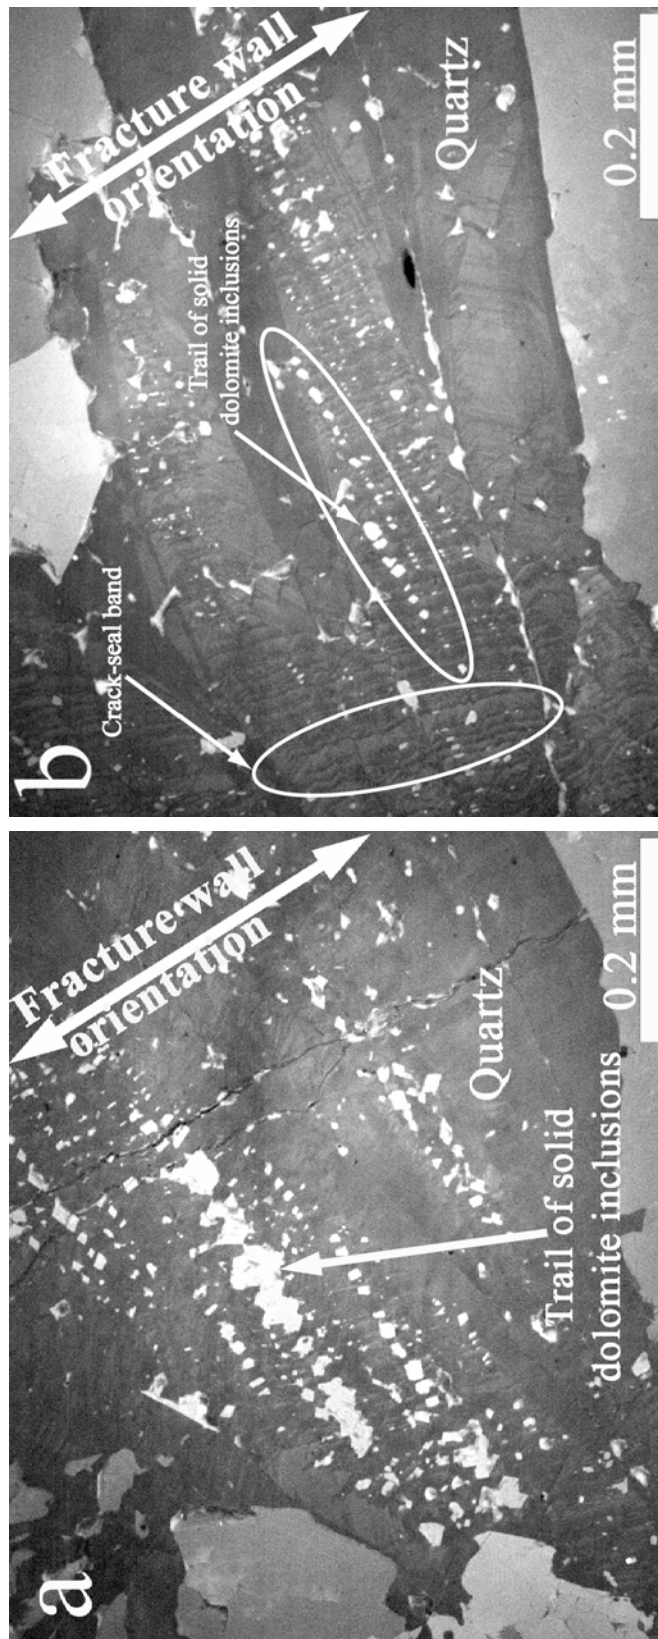 a
Fracture wall
orientation
Quartz
Trail of solid
dolomite inclusions
0.2 mm
b
Fracture wall
orientation
Crack-seal band
Trail of solid
dolomite inclusions
Quartz
0.2 mm